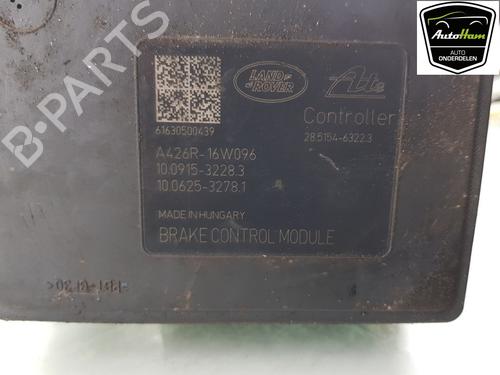 AutoHam
AUTO
ONDERDELEN
LAND
ROVER
Ate
Controller
28.5154-6322.3
61630500439
A426R-16W096
10.0915-3228.3
10.0625-3278.1
MADE IN HUNGARY
BRAKE CONTROL MODULE